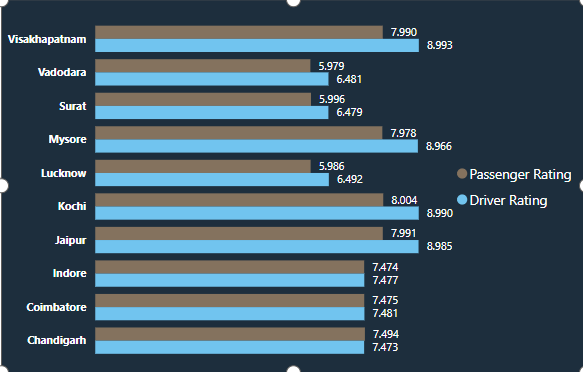 Visakhapatnam 7.990
8.993
Vadodara 5.979
6.481
Surat 5.996
6.479
Mysore 7.978
8.966
Lucknow 5.986
6.492
Passenger Rating
Driver Rating
Kochi 8.004
8.990
Jaipur 7.991
8.985
Indore 7.474
7.477
Coimbatore 7.475
7.481
Chandigarh 7.494
7.473